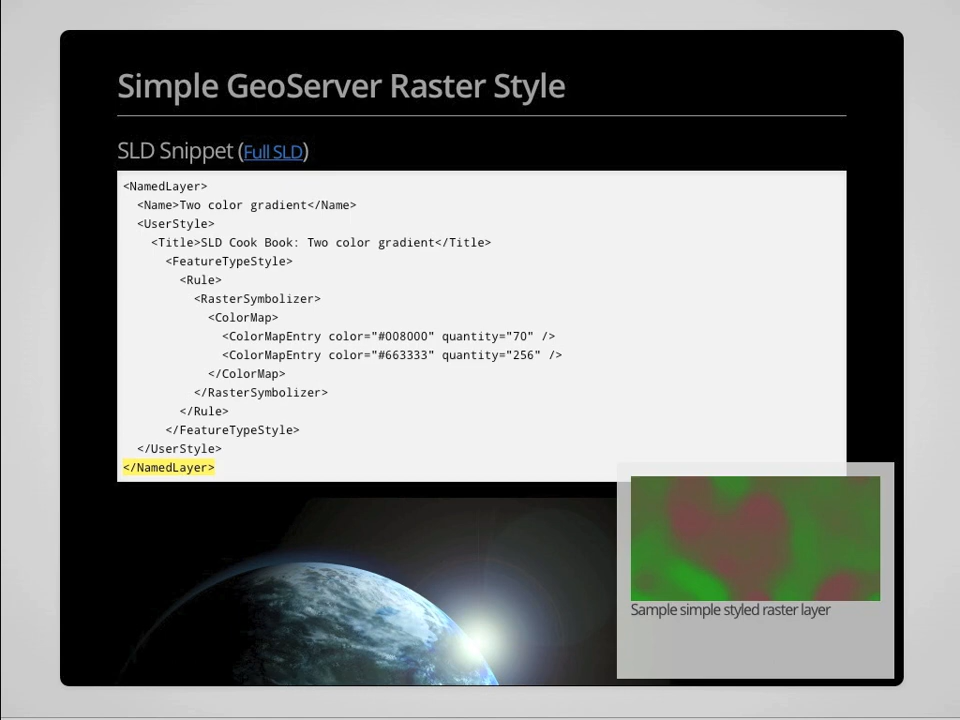 Simple GeoServer Raster Style
SLD Snippet (Full SLD)
<NamedLayer>
  <Name>Two color gradient</Name>
  <UserStyle>
    <Title>SLD Cook Book: Two color gradient</Title>
      <FeatureTypeStyle>
        <Rule>
          <RasterSymbolizer>
            <ColorMap>
              <ColorMapEntry color="#008000" quantity="70" />
              <ColorMapEntry color="#663333" quantity="256" />
            </ColorMap>
          </RasterSymbolizer>
        </Rule>
      </FeatureTypeStyle>
  </UserStyle>
</NamedLayer>
Sample simple styled raster layer